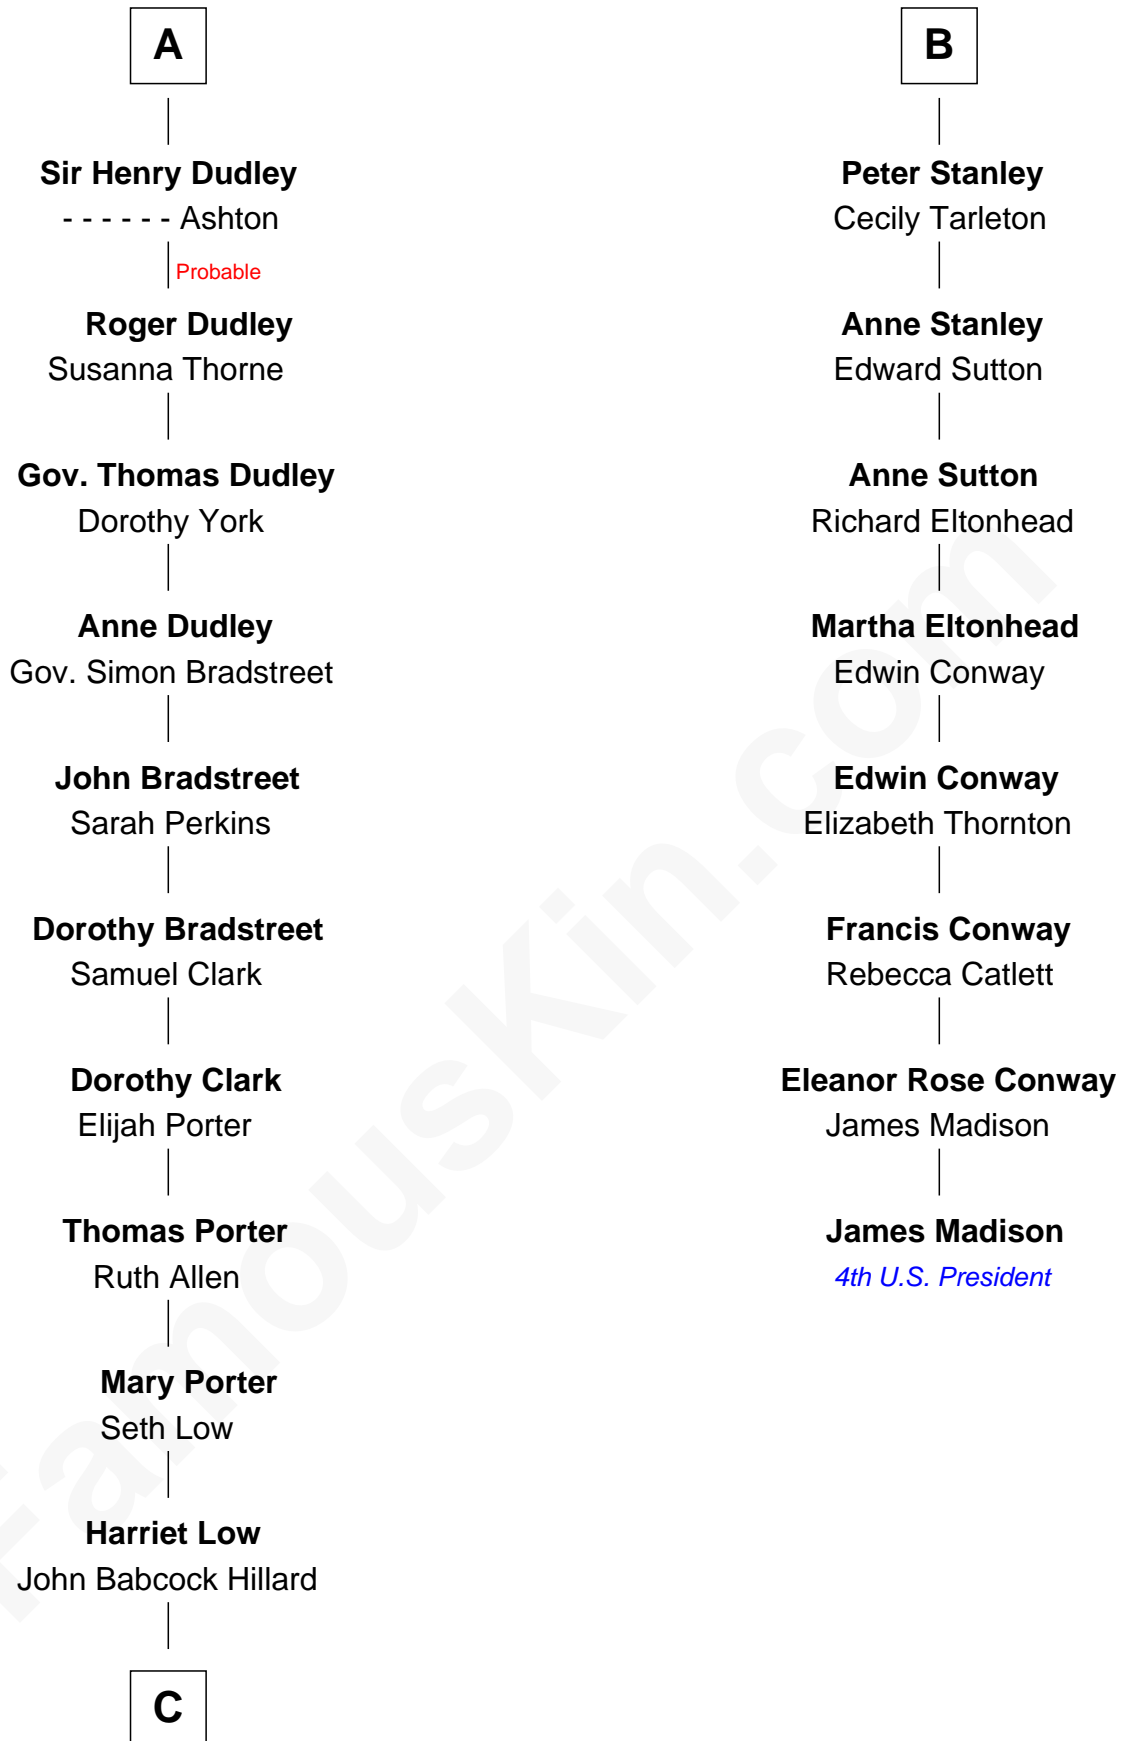 A
Sir Henry Dudley
- - - - - - Ashton
Probable
Roger Dudley
Susanna Thorne
Gov. Thomas Dudley
Dorothy York
Anne Dudley
Gov. Simon Bradstreet
John Bradstreet
Sarah Perkins
Dorothy Bradstreet
Samuel Clark
Dorothy Clark
Elijah Porter
Thomas Porter
Ruth Allen
Mary Porter
Seth Low
Harriet Low
John Babcock Hillard
C
B
Peter Stanley
Cecily Tarleton
Anne Stanley
Edward Sutton
Anne Sutton
Richard Eltonhead
Martha Eltonhead
Edwin Conway
Edwin Conway
Elizabeth Thornton
Francis Conway
Rebecca Catlett
Eleanor Rose Conway
James Madison
James Madison
4th U.S. President
FamousKin.com